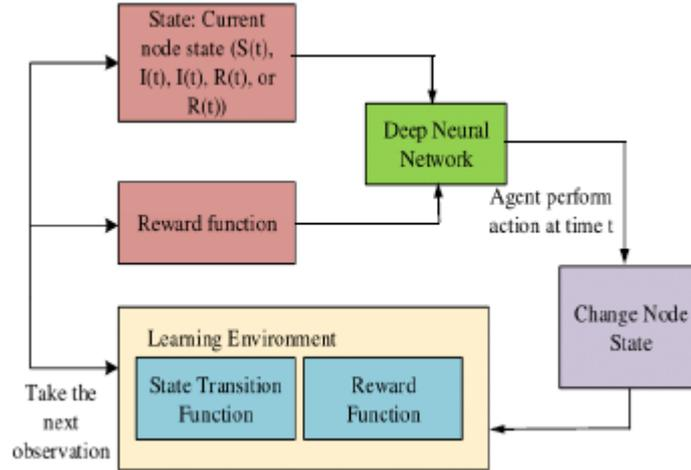 State: Current
node state (S(t),
I(t), I(t), R(t), or
R(t))
Deep Neural
Network
Reward function
Agent perform
action at time t
Change Node
State
Learning Environment
State Transition
Function
Reward
Function
Take the
next
observation